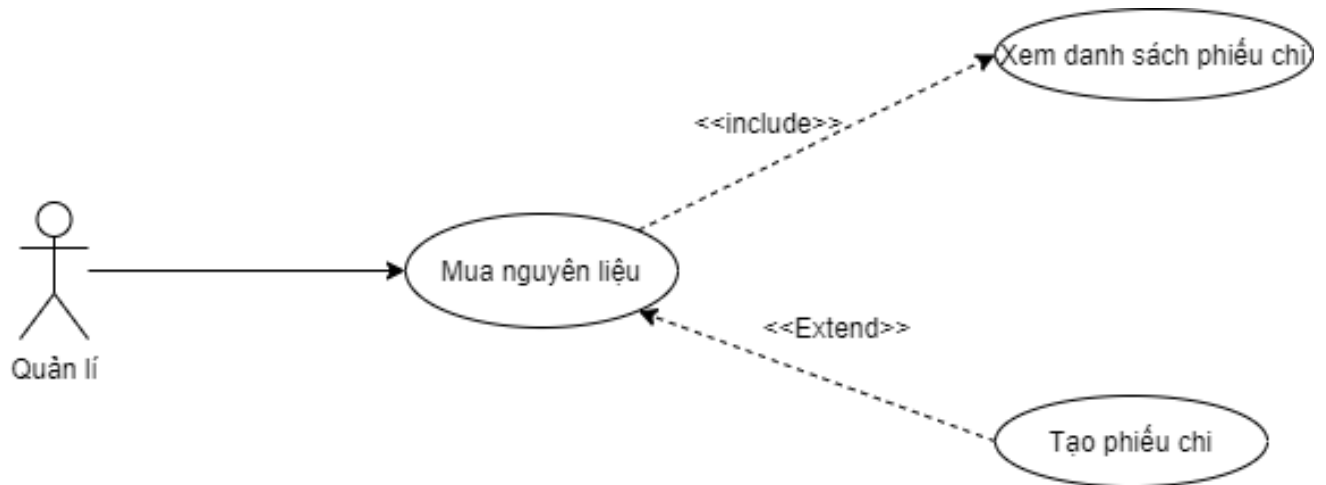 Xem danh sách phiếu chi
<<include>>
Mua nguyên liệu
<<Extend>>
Quản lí
Tạo phiếu chi